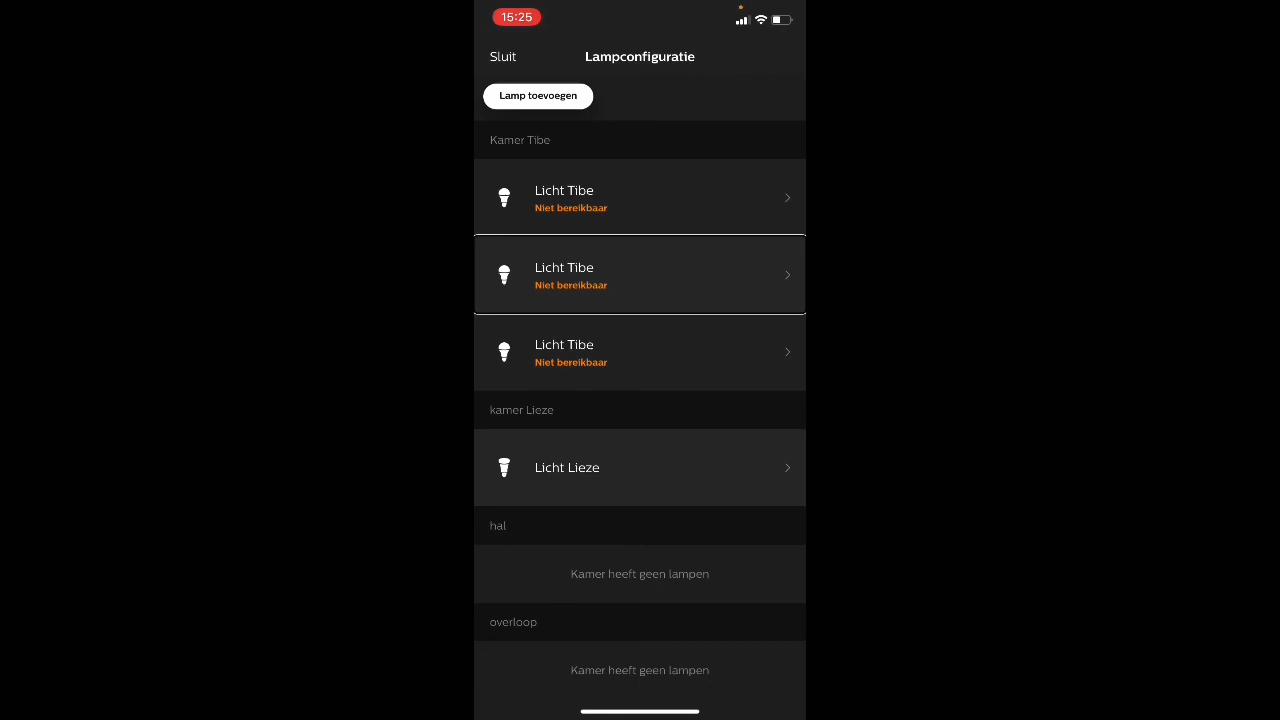 15:25
Sluit
Lampconfiguratie
Lamp toevoegen
Kamer Tibe
Licht Tibe
Niet bereikbaar
Licht Tibe
Niet bereikbaar
Licht Tibe
Niet bereikbaar
kamer Lieze
Licht Lieze
hal
Kamer heeft geen lampen
overloop
Kamer heeft geen lampen